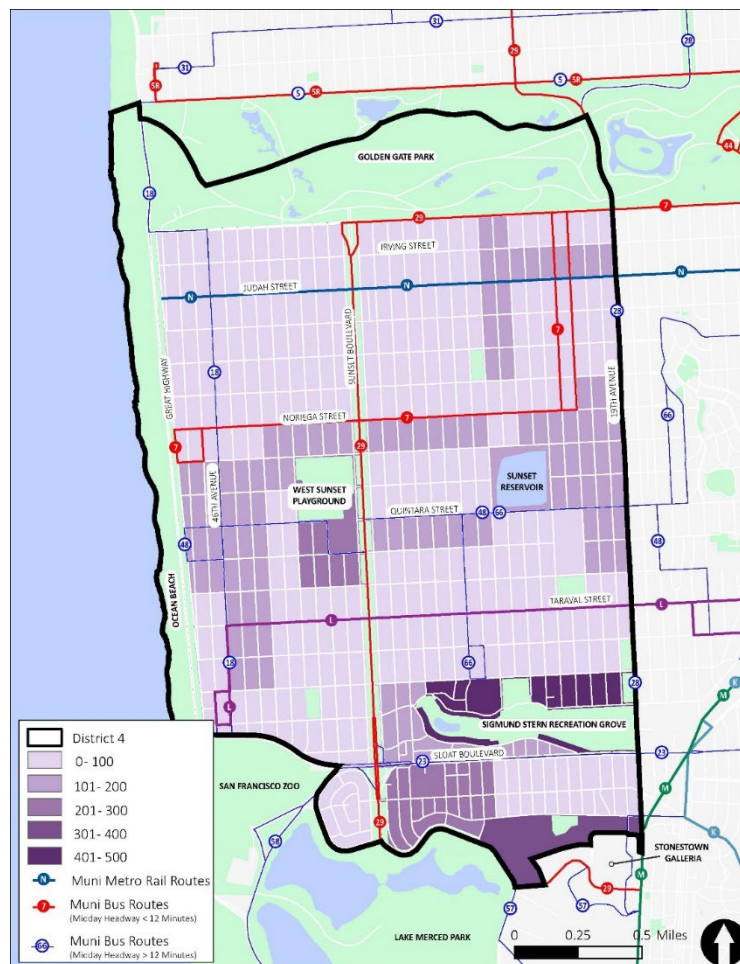 31
29
28
31
5R
5
5R
5
5R
44
GOLDEN GATE PARK
18
29
7
IRVING STREET
JUDAH STREET
N
N
N
SUNSET BOULEVARD
GREAT HIGHWAY
7
28
19TH AVENUE
18
NORIEGA STREET
7
66
7
29
46TH AVENUE
WEST SUNSET
PLAYGROUND
SUNSET
RESERVOIR
QUINTARA STREET
48
66
48
48
OCEAN BEACH
TARAVAL STREET
L
L
18
66
28
M
K
L
SIGMUND STERN RECREATION GROVE
SLOAT BOULEVARD
23
23
SAN FRANCISCO ZOO
M
K
29
58
STONESTOWN
GALLERIA
M
29
57
57
LAKE MERCED PARK
District 4
0- 100
101- 200
201- 300
301- 400
401- 500
N Muni Metro Rail Routes
7 Muni Bus Routes
(Midday Headway < 12 Minutes)
66 Muni Bus Routes
(Midday Headway > 12 Minutes)
0 0.25 0.5 Miles